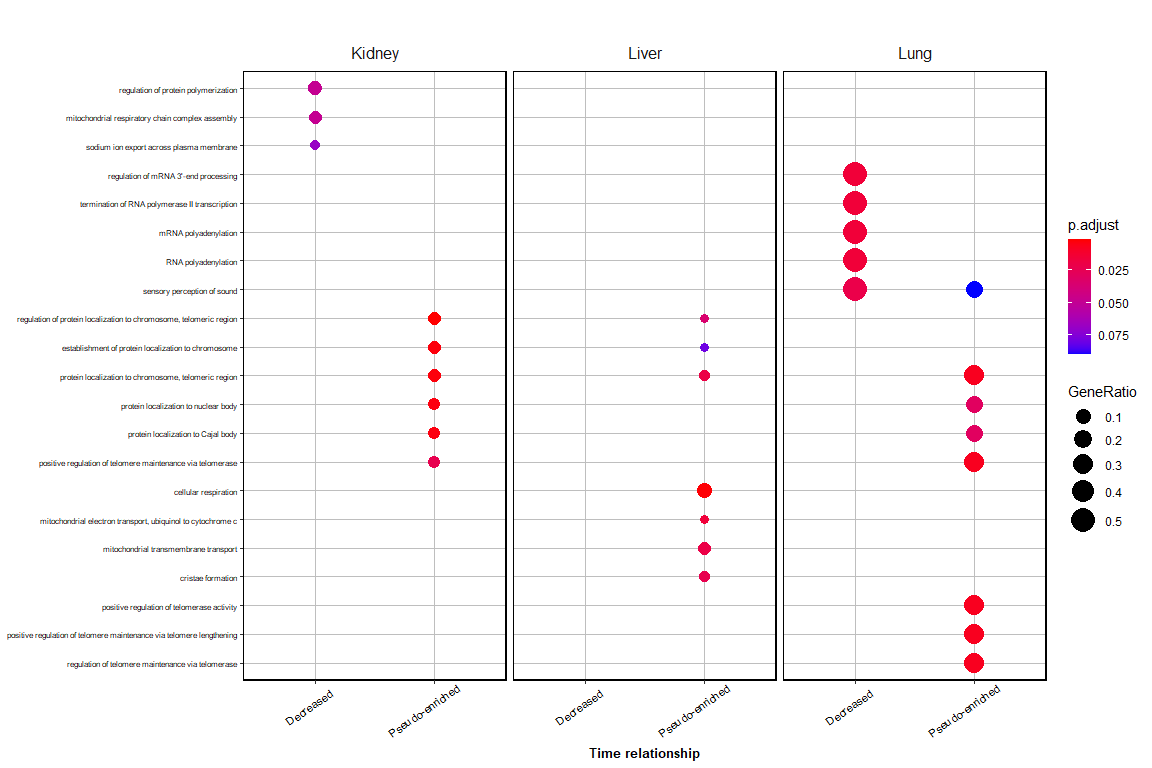 Kidney
Liver
Lung
regulation of protein polymerization
mitochondrial respiratory chain complex assembly
sodium ion export across plasma membrane
regulation of mRNA 3'-end processing
termination of RNA polymerase II transcription
mRNA polyadenylation
RNA polyadenylation
sensory perception of sound
regulation of protein localization to chromosome, telomeric region
establishment of protein localization to chromosome
protein localization to chromosome, telomeric region
protein localization to nuclear body
protein localization to Cajal body
positive regulation of telomere maintenance via telomerase
cellular respiration
mitochondrial electron transport, ubiquinol to cytochrome c
mitochondrial transmembrane transport
cristae formation
positive regulation of telomerase activity
positive regulation of telomere maintenance via telomere lengthening
regulation of telomere maintenance via telomerase
Decreased
Pseudo-enriched
Decreased
Pseudo-enriched
Decreased
Pseudo-enriched
Time relationship
p.adjust
0.025
0.050
0.075
GeneRatio
0.1
0.2
0.3
0.4
0.5